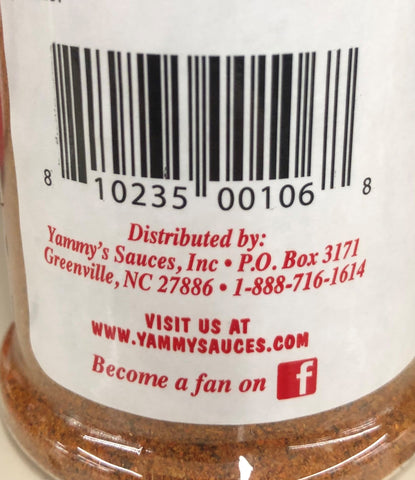 8 10235 00106 8
Distributed by:
Yammy's Sauces, Inc • P.O. Box 3171
Greenville, NC 27886 • 1-888-716-1614
VISIT US AT
WWW.YAMMYSAUCES.COM
Become a fan on f